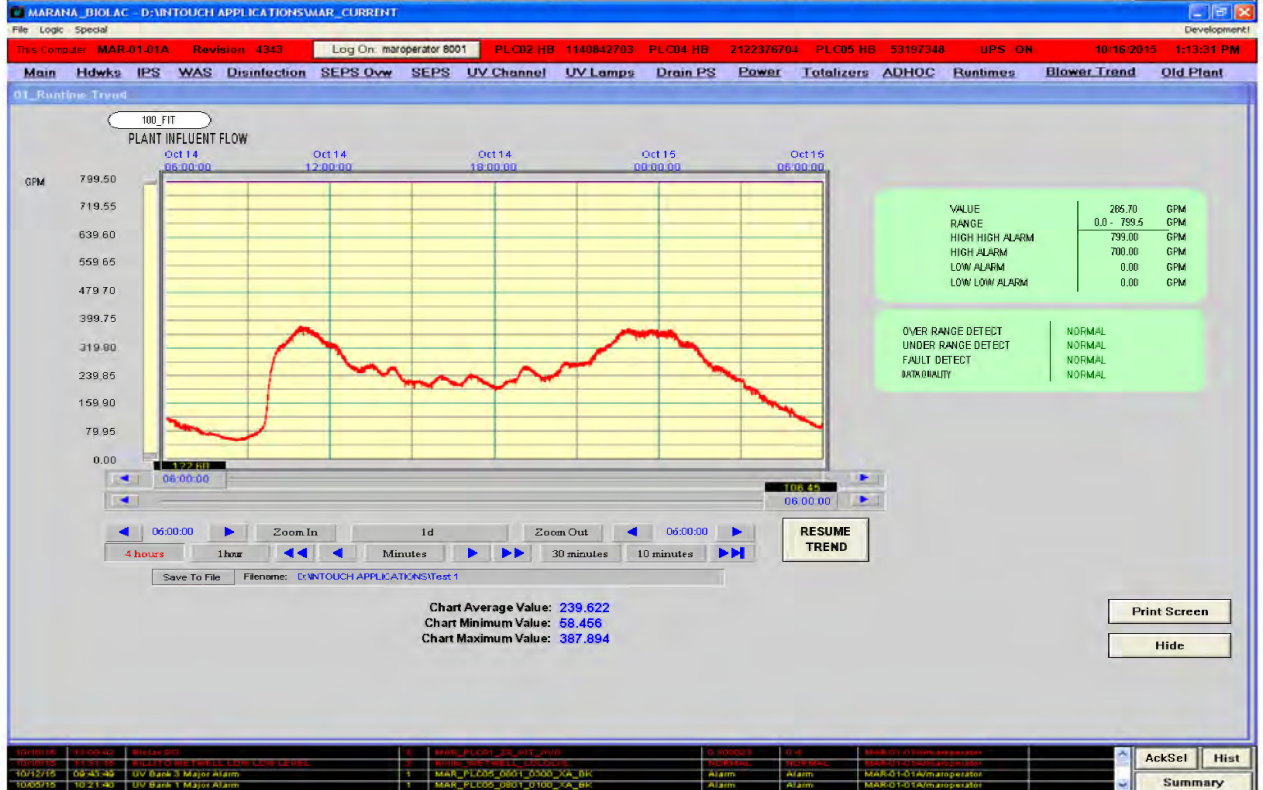 MARANA_BIOLAC - D:\INTOUCH APPLICATIONS\MAR_CURRENT
File Logic Special Development!
This Computer MAR-01-01A Revision 4343 Log On: maroperator 8001 PLC02 HB 1140842703 PLC04 HB 2122376704 PLC05 HB 53197348 UPS ON 10/16/2015 1:13:31 PM
Main Hdwks IPS WAS Disinfection SEPS Ovw SEPS UV Channel UV Lamps Drain PS Power Totalizers ADHOC Runtimes Blower Trend Old Plant
01_Runtime Trend
100_FIT
PLANT INFLUENT FLOW
Oct 14 Oct 14 Oct 14 Oct 15 Oct 15
06:00:00 12:00:00 18:00:00 00:00:00 06:00:00
GPM
799.50
719.55
639.60
559.65
479.70
399.75
319.80
239.85
159.90
79.95
0.00
VALUE 265.70 GPM
RANGE 0.0 - 799.5 GPM
HIGH HIGH ALARM 799.00 GPM
HIGH ALARM 700.00 GPM
LOW ALARM 0.00 GPM
LOW LOW ALARM 0.00 GPM
OVER RANGE DETECT NORMAL
UNDER RANGE DETECT NORMAL
FAULT DETECT NORMAL
DATA QUALITY NORMAL
122.60
06:00:00
106.45
06:00:00
06:00:00 Zoom In 1d Zoom Out 06:00:00
4 hours 1 hour Minutes 30 minutes 10 minutes
RESUME
TREND
Save To File Filename: D:\INTOUCH APPLICATIONS\Test 1
Chart Average Value: 239.622
Chart Minimum Value: 58.456
Chart Maximum Value: 387.894
Print Screen
Hide
10/12/15 09:43:49 UV Bank 3 Major Alarm 1 MAR_PLC05_0801_0300_XA_BK Alarm Alarm MAR-01-01A/maroperator
10/05/15 10:21:40 UV Bank 1 Major Alarm 1 MAR_PLC05_0801_0100_XA_BK Alarm Alarm MAR-01-01A/maroperator
AckSel Hist
Summary